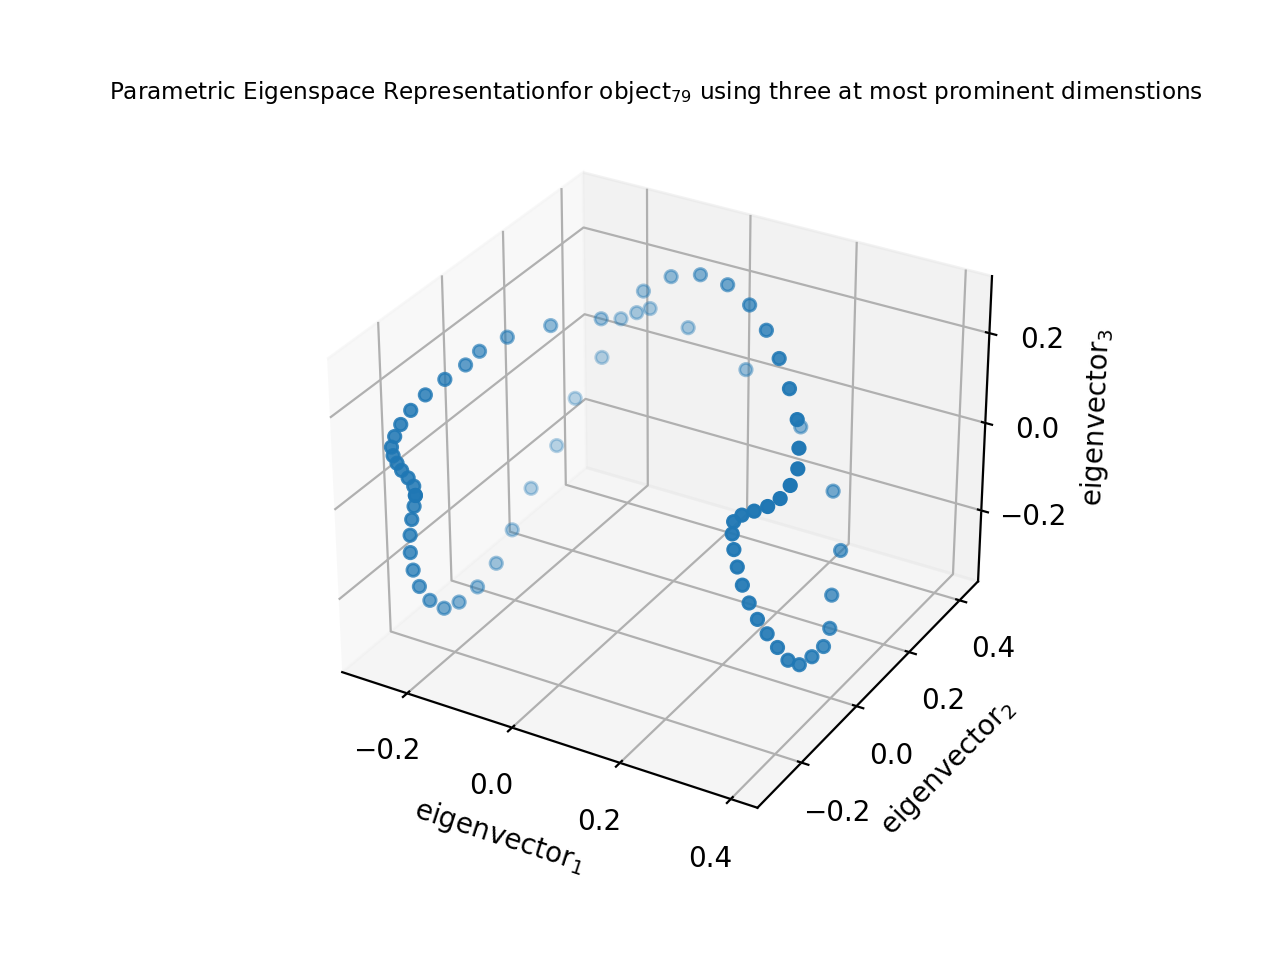 Parametric Eigenspace Representationfor object₇₉ using three at most prominent dimenstions
0.2
0.0
−0.2
eigenvector₃
0.4
0.2
0.0
−0.2
eigenvector₂
−0.2
0.0
0.2
0.4
eigenvector₁